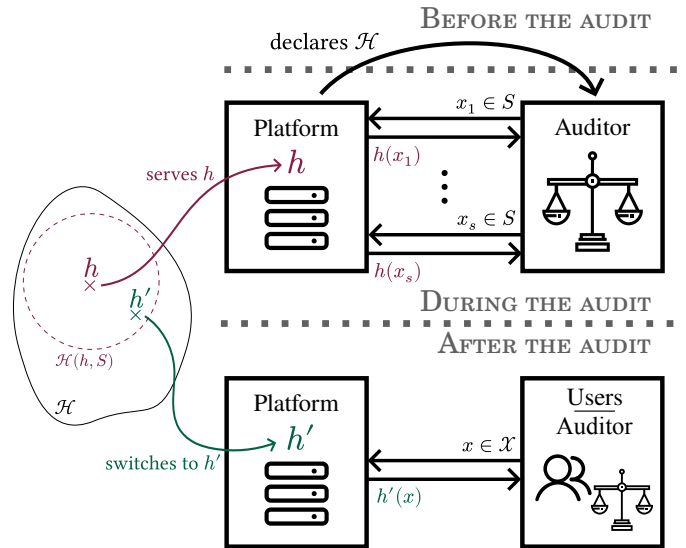 BEFORE THE AUDIT
declares ℋ
Platform
h
x₁ ∈ S
h(x₁)
⋮
x_s ∈ S
h(x_s)
Auditor
serves h
h
h′
ℋ(h, S)
ℋ
DURING THE AUDIT
AFTER THE AUDIT
switches to h′
Platform
h′
x ∈ 𝒳
h′(x)
Users
Auditor